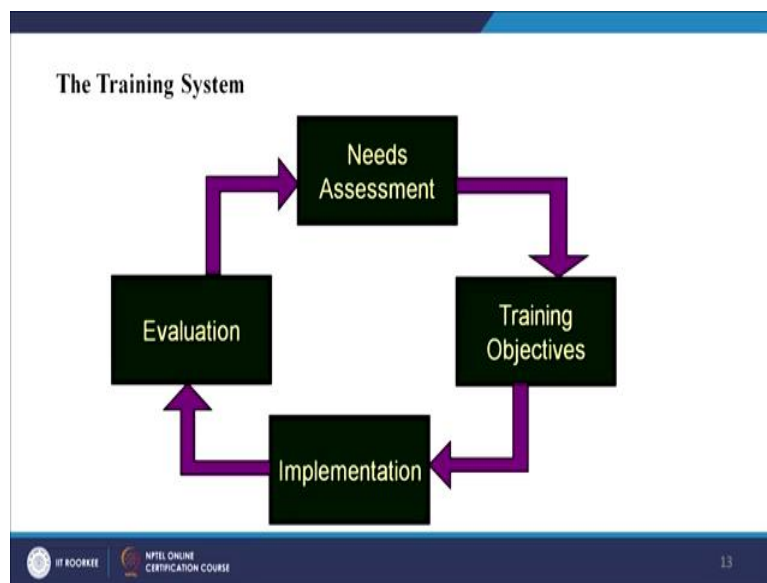 The Training System
Needs
Assessment
Training
Objectives
Evaluation
Implementation
IIT ROORKEE
NPTEL ONLINE
CERTIFICATION COURSE
13